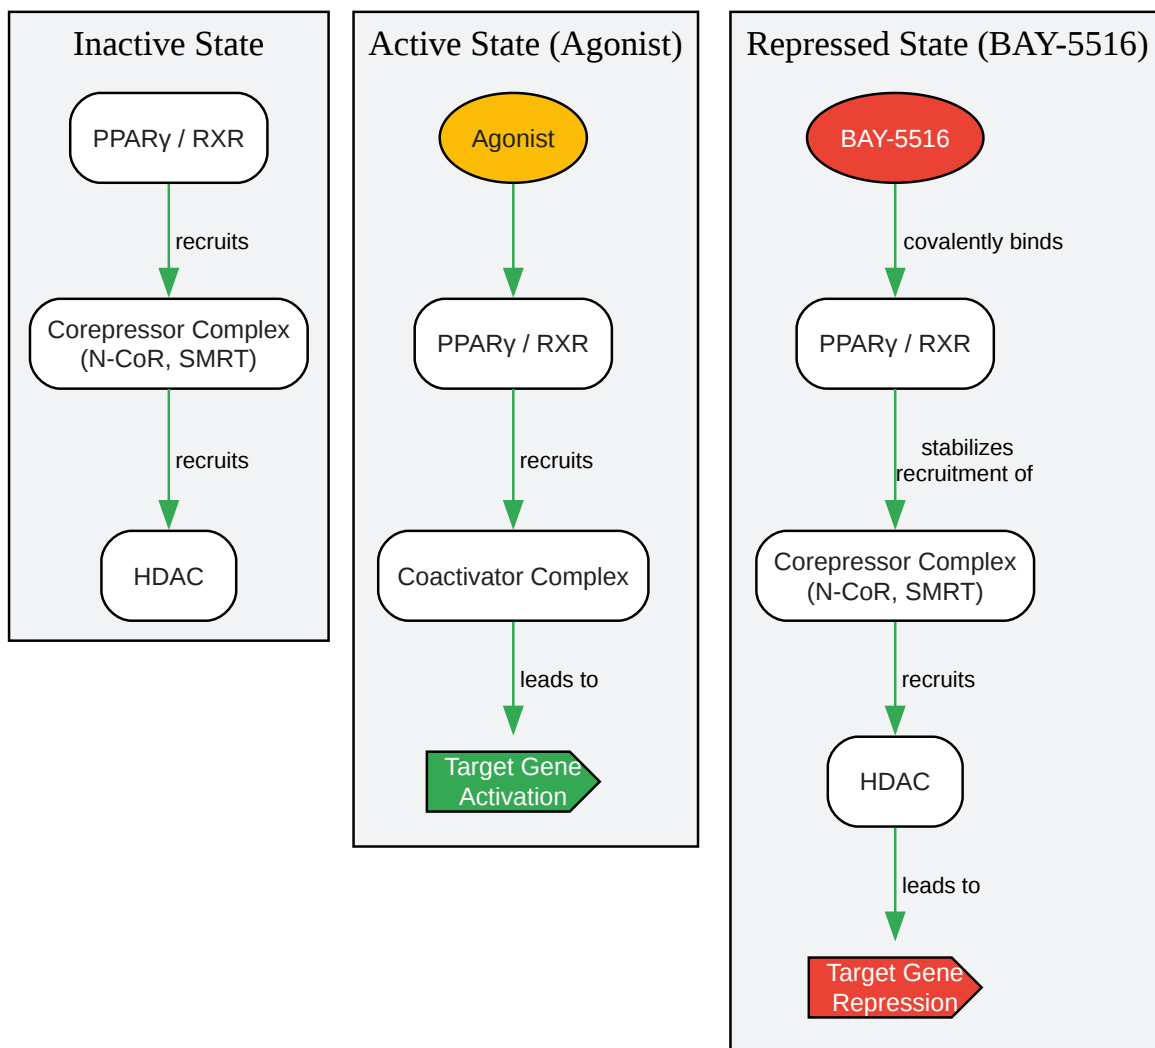 Inactive State
PPARγ / RXR
recruits
Corepressor Complex
(N-CoR, SMRT)
recruits
HDAC
Active State (Agonist)
Agonist
PPARγ / RXR
recruits
Coactivator Complex
leads to
Target Gene
Activation
Repressed State (BAY-5516)
BAY-5516
covalently binds
PPARγ / RXR
stabilizes
recruitment of
Corepressor Complex
(N-CoR, SMRT)
recruits
HDAC
leads to
Target Gene
Repression